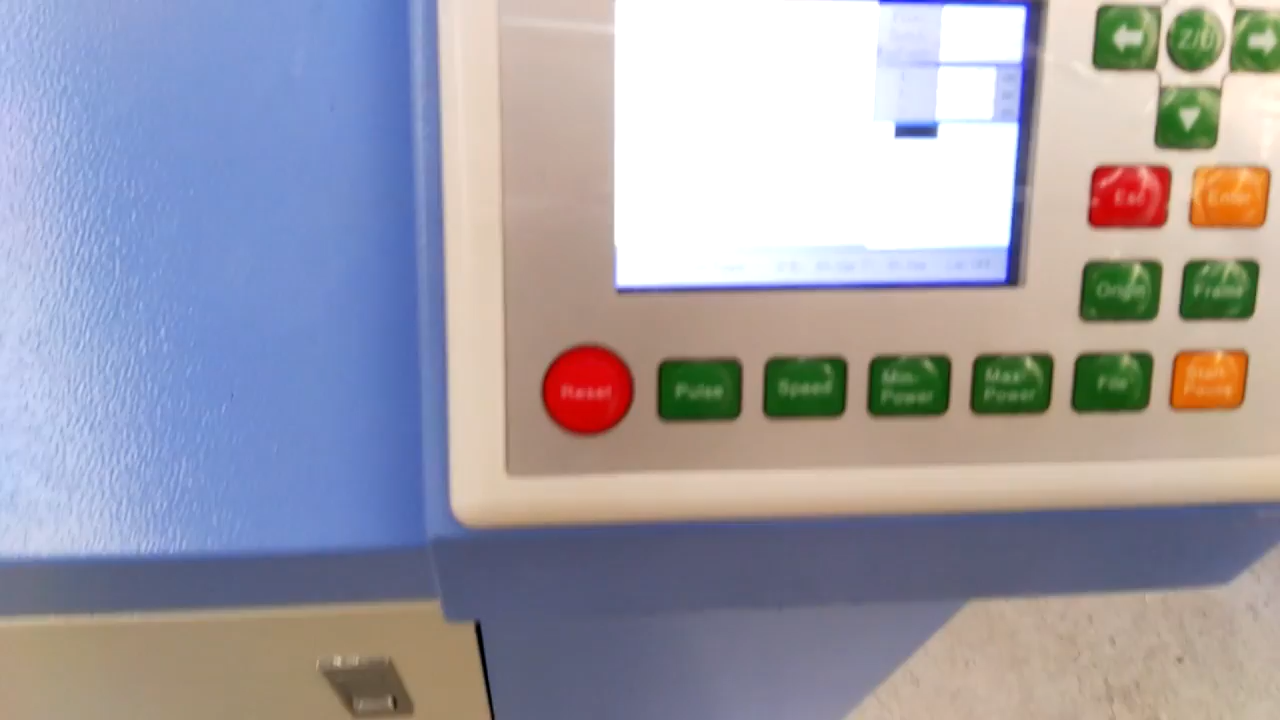 Z/U
Esc
Enter
Origin
Frame
Reset
Pulse
Speed
Min-
Power
Max-
Power
File
Start-
Pause